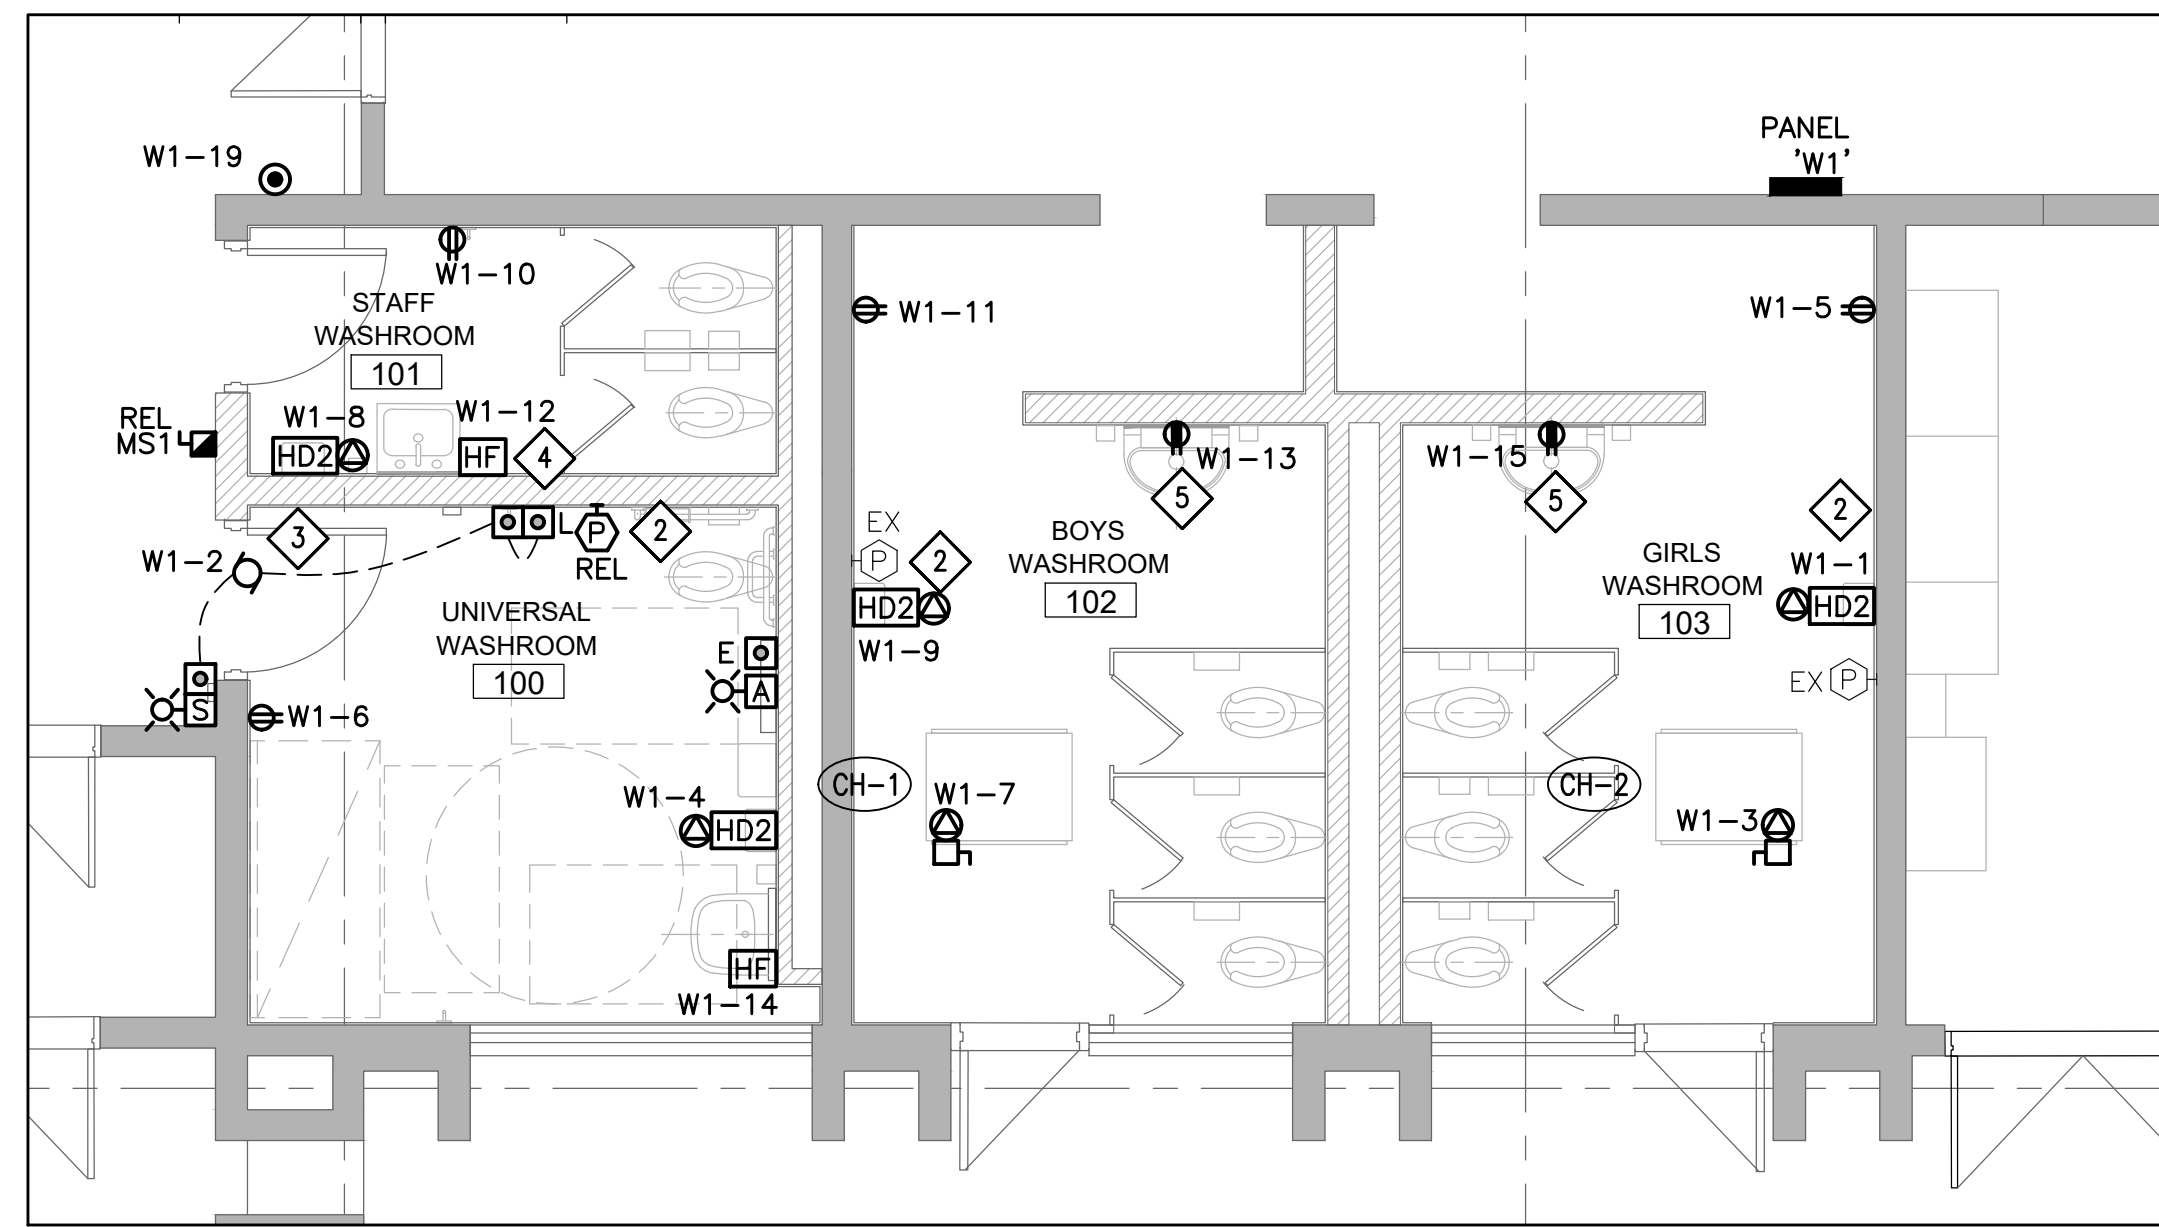 PANEL
'W1'
W1-19
W1-10
STAFF
WASHROOM
101
W1-11
W1-5
REL
MS1
W1-8
HD2
W1-12
HF
4
W1-13
5
W1-15
5
2
W1-2
3
L
P
REL
2
EX
P
2
HD2
W1-9
BOYS
WASHROOM
102
GIRLS
WASHROOM
103
W1-1
HD2
EX
P
UNIVERSAL
WASHROOM
100
E
A
S
W1-6
W1-4
HD2
CH-1
W1-7
CH-2
W1-3
HF
W1-14